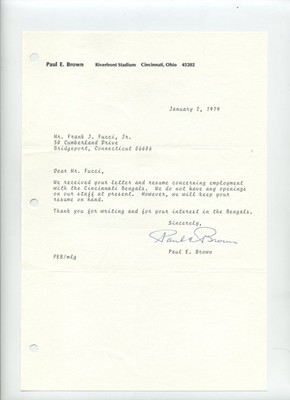 Paul E. Brown Riverfront Stadium Cincinnati, Ohio 45202
January 2, 1979
Mr. Frank J. Fucci, Jr.
50 Cumberland Drive
Bridgeport, Connecticut 06606
Dear Mr. Fucci,
We received your letter and resume concerning employment
with the Cincinnati Bengals. We do not have any openings
on our staff at present. However, we will keep your
resume on hand.
Thank you for writing and for your interest in the Bengals.
Sincerely,
Paul E Brown
Paul E. Brown
PEB/mlg